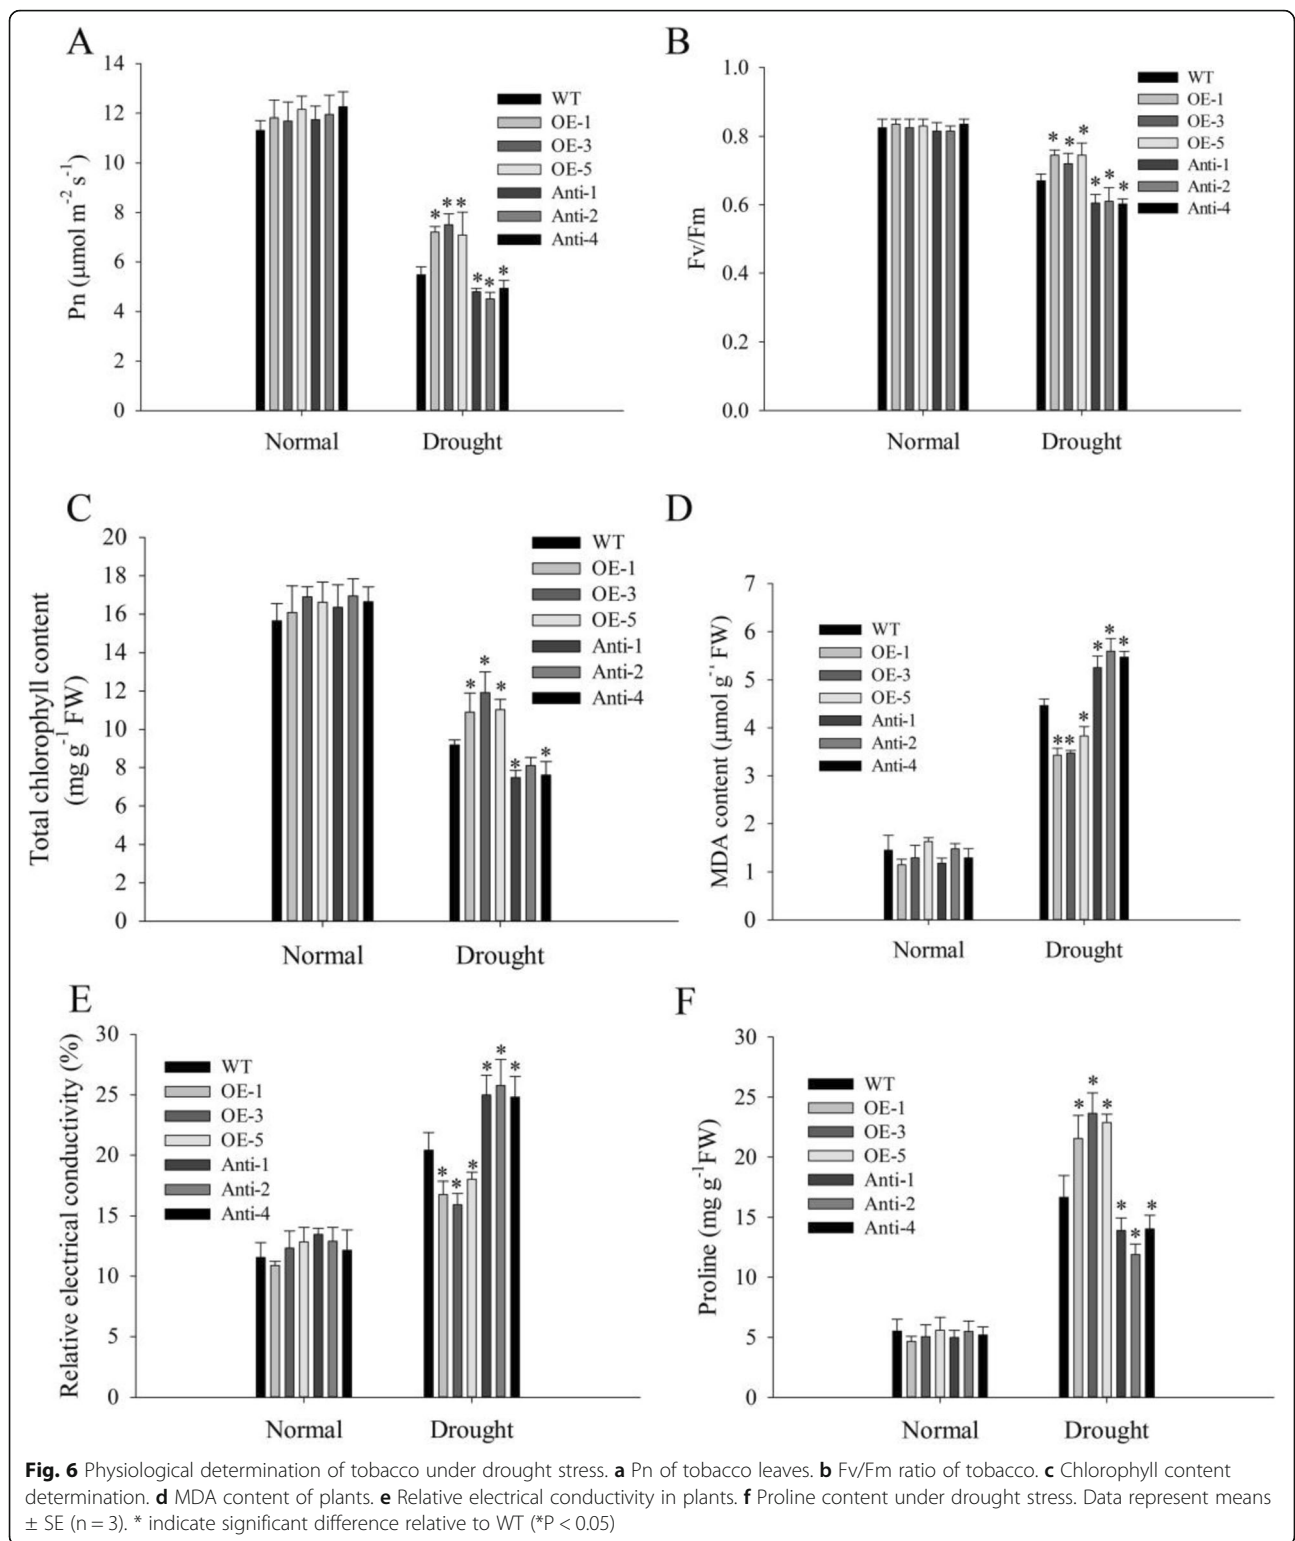 A
14
12
10
8
6
4
2
0
Pn (μmol m⁻² s⁻¹)
WT
OE-1
OE-3
OE-5
Anti-1
Anti-2
Anti-4
* * *
* * *
Normal
Drought
B
1.0
0.8
0.6
0.4
0.2
0.0
Fv/Fm
WT
OE-1
OE-3
OE-5
Anti-1
Anti-2
Anti-4
* * *
* * *
Normal
Drought
C
20
18
16
14
12
10
8
6
4
2
0
Total chlorophyll content
(mg g⁻¹ FW)
WT
OE-1
OE-3
OE-5
Anti-1
Anti-2
Anti-4
* * *
* *
Normal
Drought
D
7
6
5
4
3
2
1
0
MDA content (μmol g⁻¹ FW)
WT
OE-1
OE-3
OE-5
Anti-1
Anti-2
Anti-4
* * *
* * *
Normal
Drought
E
30
25
20
15
10
5
0
Relative electrical conductivity (%)
WT
OE-1
OE-3
OE-5
Anti-1
Anti-2
Anti-4
* * *
* * *
Normal
Drought
F
30
25
20
15
10
5
0
Proline (mg g⁻¹FW)
WT
OE-1
OE-3
OE-5
Anti-1
Anti-2
Anti-4
* * *
* * *
Normal
Drought
Fig. 6 Physiological determination of tobacco under drought stress. a Pn of tobacco leaves. b Fv/Fm ratio of tobacco. c Chlorophyll content
determination. d MDA content of plants. e Relative electrical conductivity in plants. f Proline content under drought stress. Data represent means
± SE (n = 3). * indicate significant difference relative to WT (*P < 0.05)